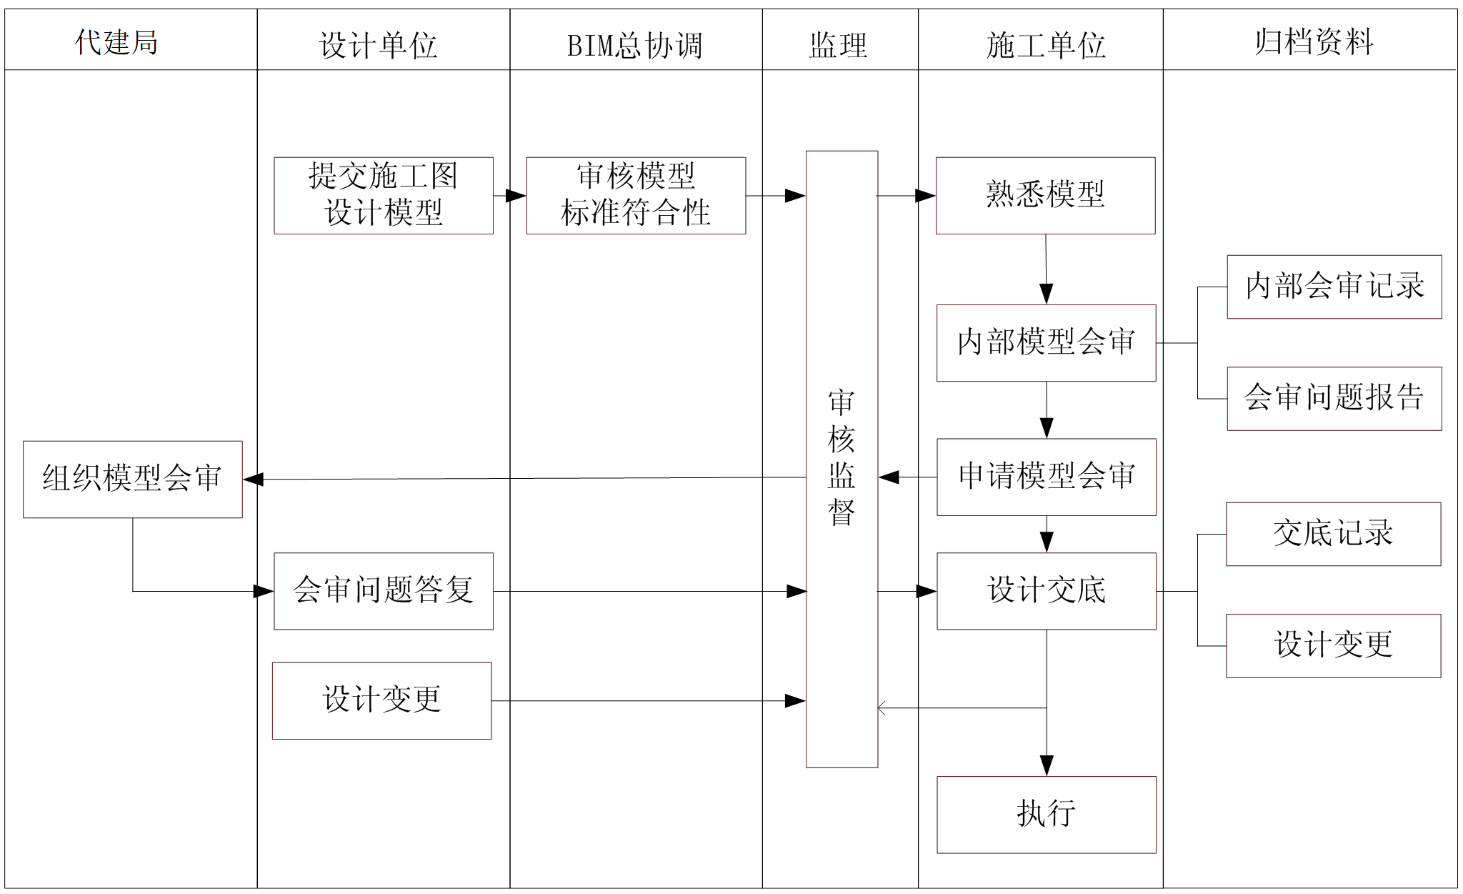 代建局
设计单位
BIM总协调
监理
施工单位
归档资料
提交施工图
设计模型
审核模型
标准符合性
熟悉模型
内部会审记录
内部模型会审
会审问题报告
审
核
监
督
组织模型会审
申请模型会审
交底记录
会审问题答复
设计交底
设计变更
设计变更
执行